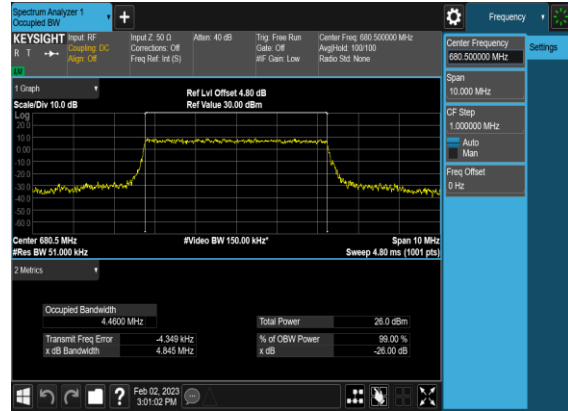 Spectrum Analyzer 1
Occupied BW
+
Frequency
KEYSIGHT
R T
LM
Input: RF
Coupling: DC
Align: Off
Input Z: 50 Ω
Corrections: Off
Freq Ref: Int (S)
Atten: 40 dB
Trig: Free Run
Gate: Off
#IF Gain: Low
Center Freq: 680.500000 MHz
Avg|Hold: 100/100
Radio Std: None
Center Frequency
680.500000 MHz
Settings
Span
10.000 MHz
CF Step
1.000000 MHz
Auto
Man
Freq Offset
0 Hz
1 Graph
Scale/Div 10.0 dB
Ref Lvl Offset 4.80 dB
Ref Value 30.00 dBm
Log
20.0
10.0
0.00
-10.0
-20.0
-30.0
-40.0
-50.0
-60.0
Center 680.5 MHz
#Res BW 51.000 kHz
#Video BW 150.00 kHz*
Span 10 MHz
Sweep 4.80 ms (1001 pts)
2 Metrics
Occupied Bandwidth
4.4600 MHz
Total Power 26.0 dBm
Transmit Freq Error -4.349 kHz
% of OBW Power 99.00 %
x dB Bandwidth 4.845 MHz
x dB -26.00 dB
?
Feb 02, 2023
3:01:02 PM